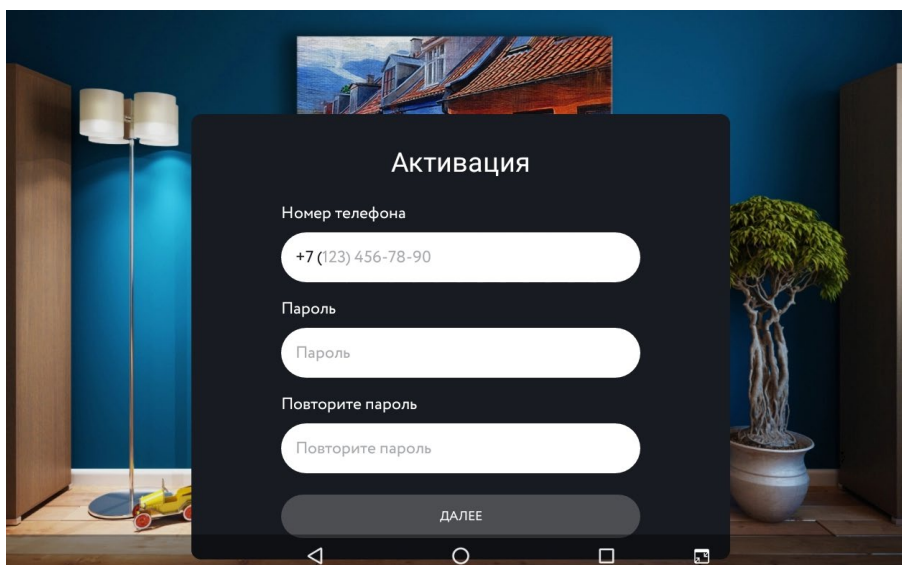 Активация
Номер телефона
+7 (123) 456-78-90
Пароль
Пароль
Повторите пароль
Повторите пароль
ДАЛЕЕ